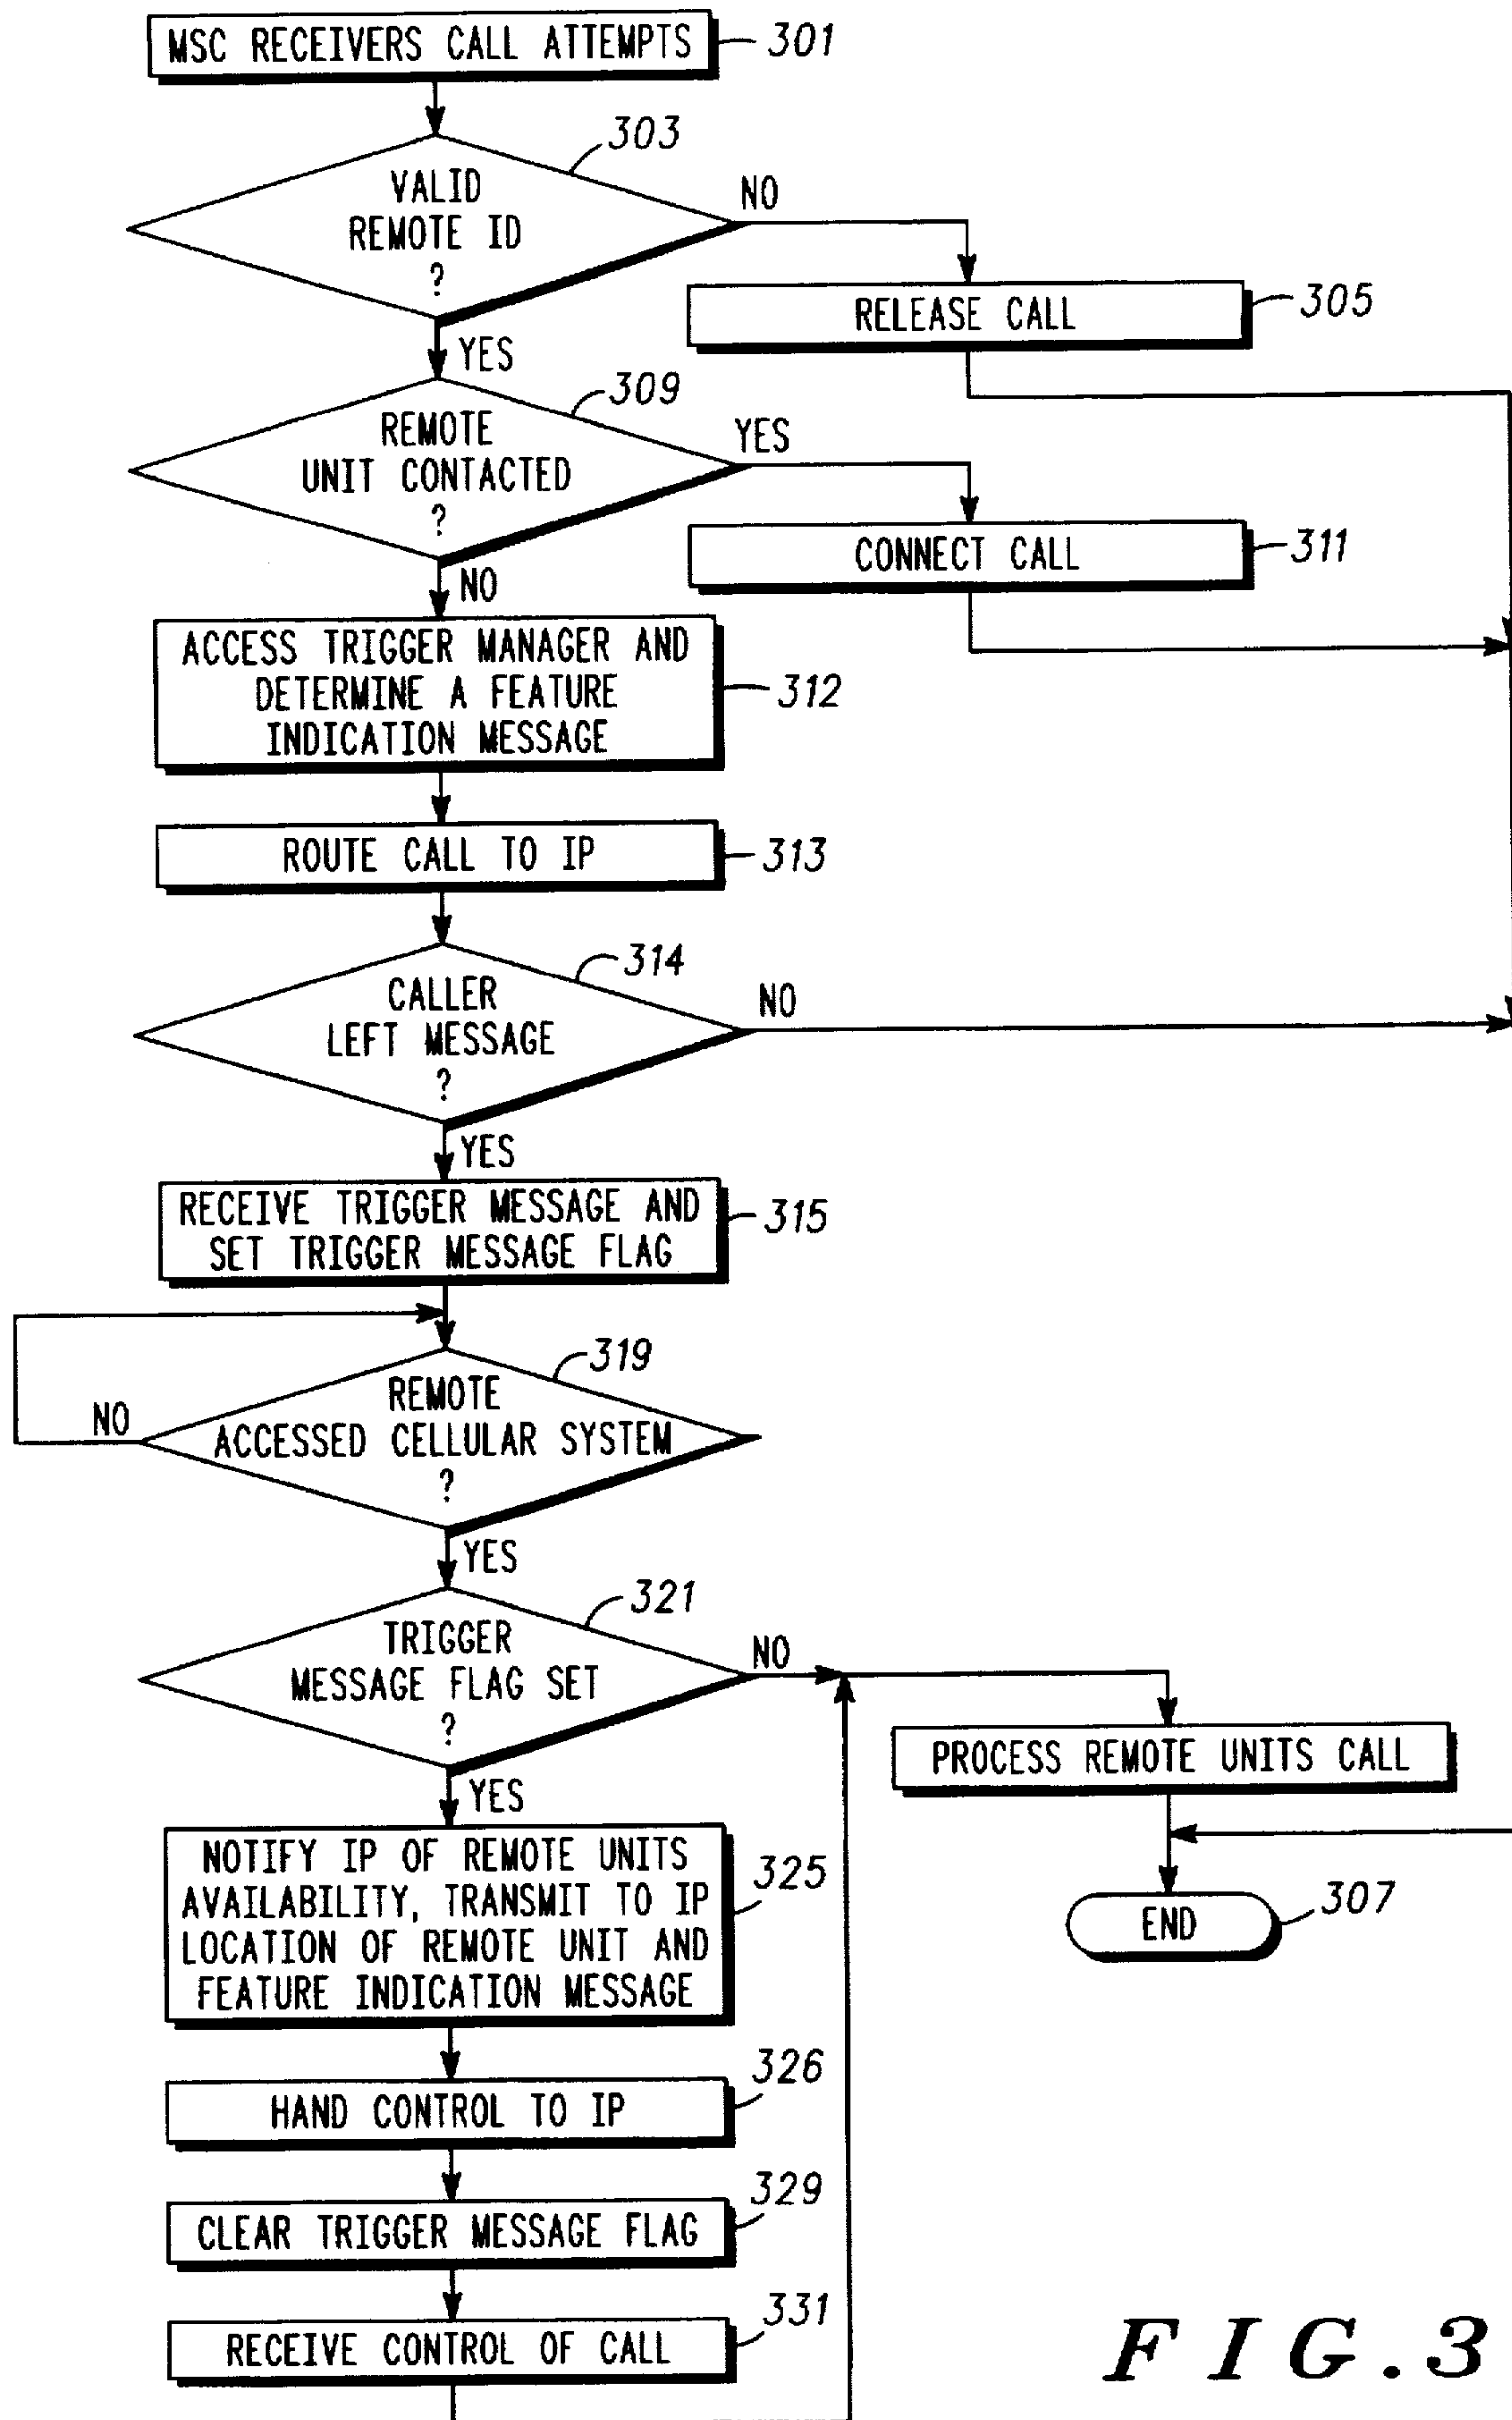 MSC RECEIVERS CALL ATTEMPTS
301
303
VALID
REMOTE ID
?
NO
YES
RELEASE CALL
305
309
REMOTE
UNIT CONTACTED
?
YES
NO
CONNECT CALL
311
ACCESS TRIGGER MANAGER AND
DETERMINE A FEATURE
INDICATION MESSAGE
312
ROUTE CALL TO IP
313
314
CALLER
LEFT MESSAGE
?
NO
YES
RECEIVE TRIGGER MESSAGE AND
SET TRIGGER MESSAGE FLAG
315
319
REMOTE
ACCESSED CELLULAR SYSTEM
?
NO
YES
321
TRIGGER
MESSAGE FLAG SET
?
NO
YES
PROCESS REMOTE UNITS CALL
END
307
NOTIFY IP OF REMOTE UNITS
AVAILABILITY, TRANSMIT TO IP
LOCATION OF REMOTE UNIT AND
FEATURE INDICATION MESSAGE
325
HAND CONTROL TO IP
326
CLEAR TRIGGER MESSAGE FLAG
329
RECEIVE CONTROL OF CALL
331
FIG.3